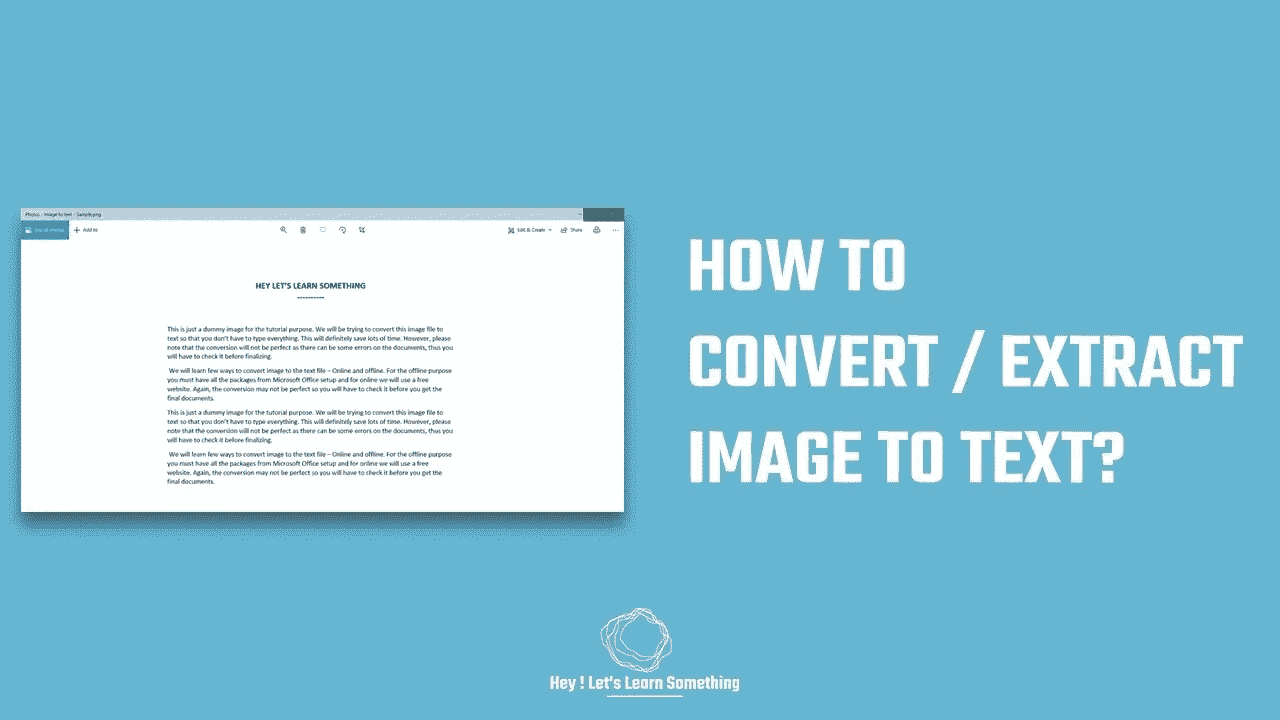 Photos - Image to text - Sample.png
See all photos
Add to
Edit & Create
Share
HEY LET'S LEARN SOMETHING
----------
This is just a dummy image for the tutorial purpose. We will be trying to convert this image file to
text so that you don't have to type everything. This will definitely save lots of time. However, please
note that the conversion will not be perfect as there can be some errors on the documents, thus you
will have to check it before finalizing.
We will learn few ways to convert image to the text file – Online and offline. For the offline purpose
you must have all the packages from Microsoft Office setup and for online we will use a free
website. Again, the conversion may not be perfect so you will have to check it before you get the
final documents.
This is just a dummy image for the tutorial purpose. We will be trying to convert this image file to
text so that you don't have to type everything. This will definitely save lots of time. However, please
note that the conversion will not be perfect as there can be some errors on the documents, thus you
will have to check it before finalizing.
We will learn few ways to convert image to the text file – Online and offline. For the offline purpose
you must have all the packages from Microsoft Office setup and for online we will use a free
website. Again, the conversion may not be perfect so you will have to check it before you get the
final documents.
HOW TO
CONVERT / EXTRACT
IMAGE TO TEXT?
Hey ! Let's Learn Something